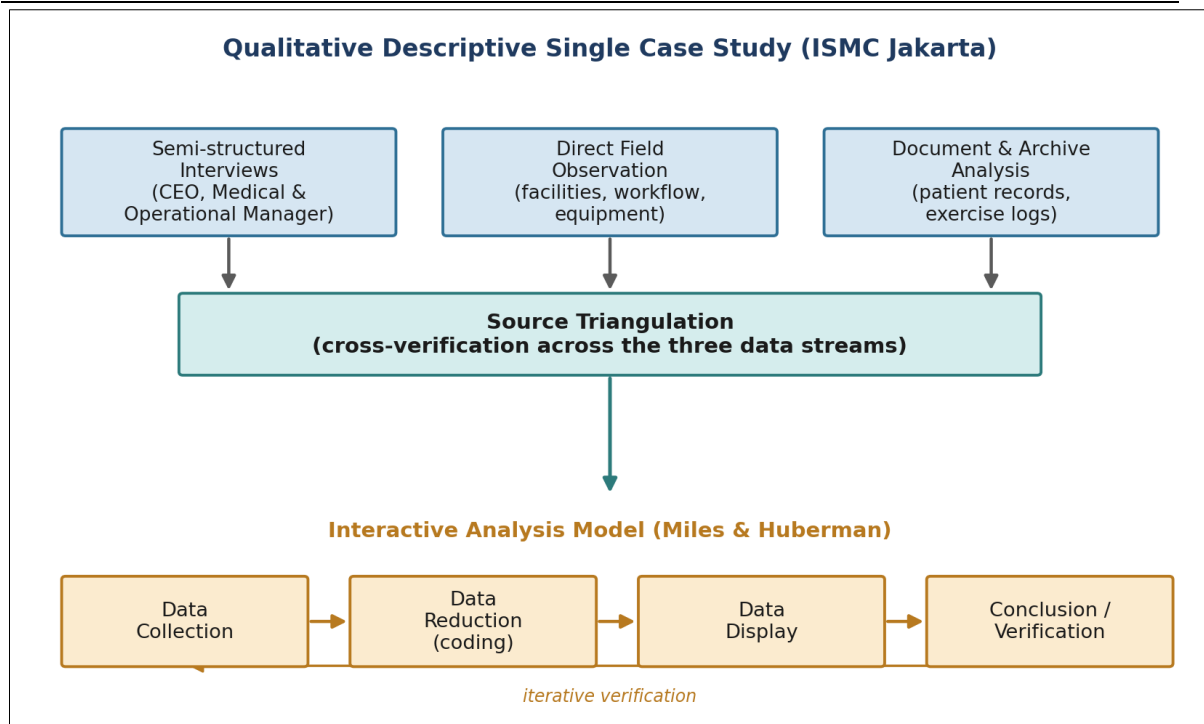 Qualitative Descriptive Single Case Study (ISMC Jakarta)
Semi-structured
Interviews
(CEO, Medical &
Operational Manager)
Direct Field
Observation
(facilities, workflow,
equipment)
Document & Archive
Analysis
(patient records,
exercise logs)
Source Triangulation
(cross-verification across the three data streams)
Interactive Analysis Model (Miles & Huberman)
Data
Collection
Data
Reduction
(coding)
Data
Display
Conclusion /
Verification
iterative verification